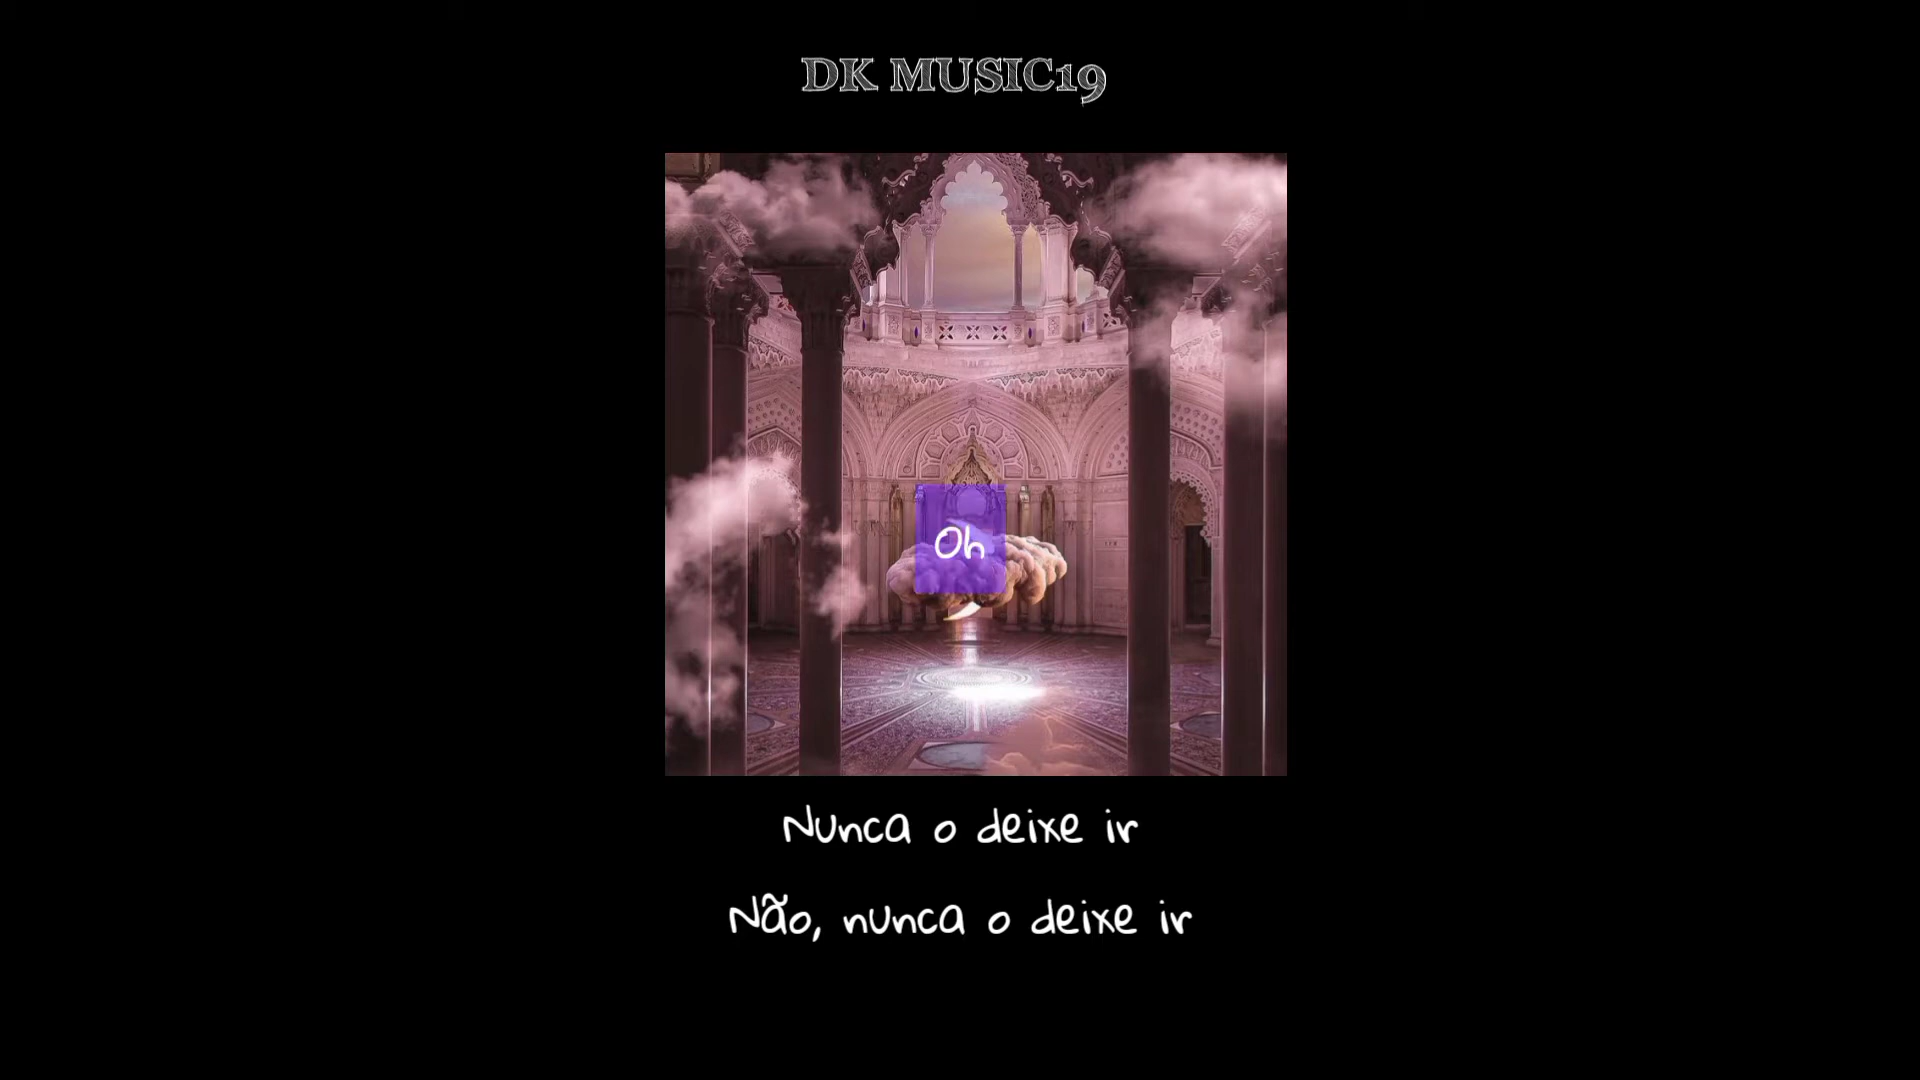 DK MUSIC19
Oh
Nunca o deixe ir
Não, nunca o deixe ir